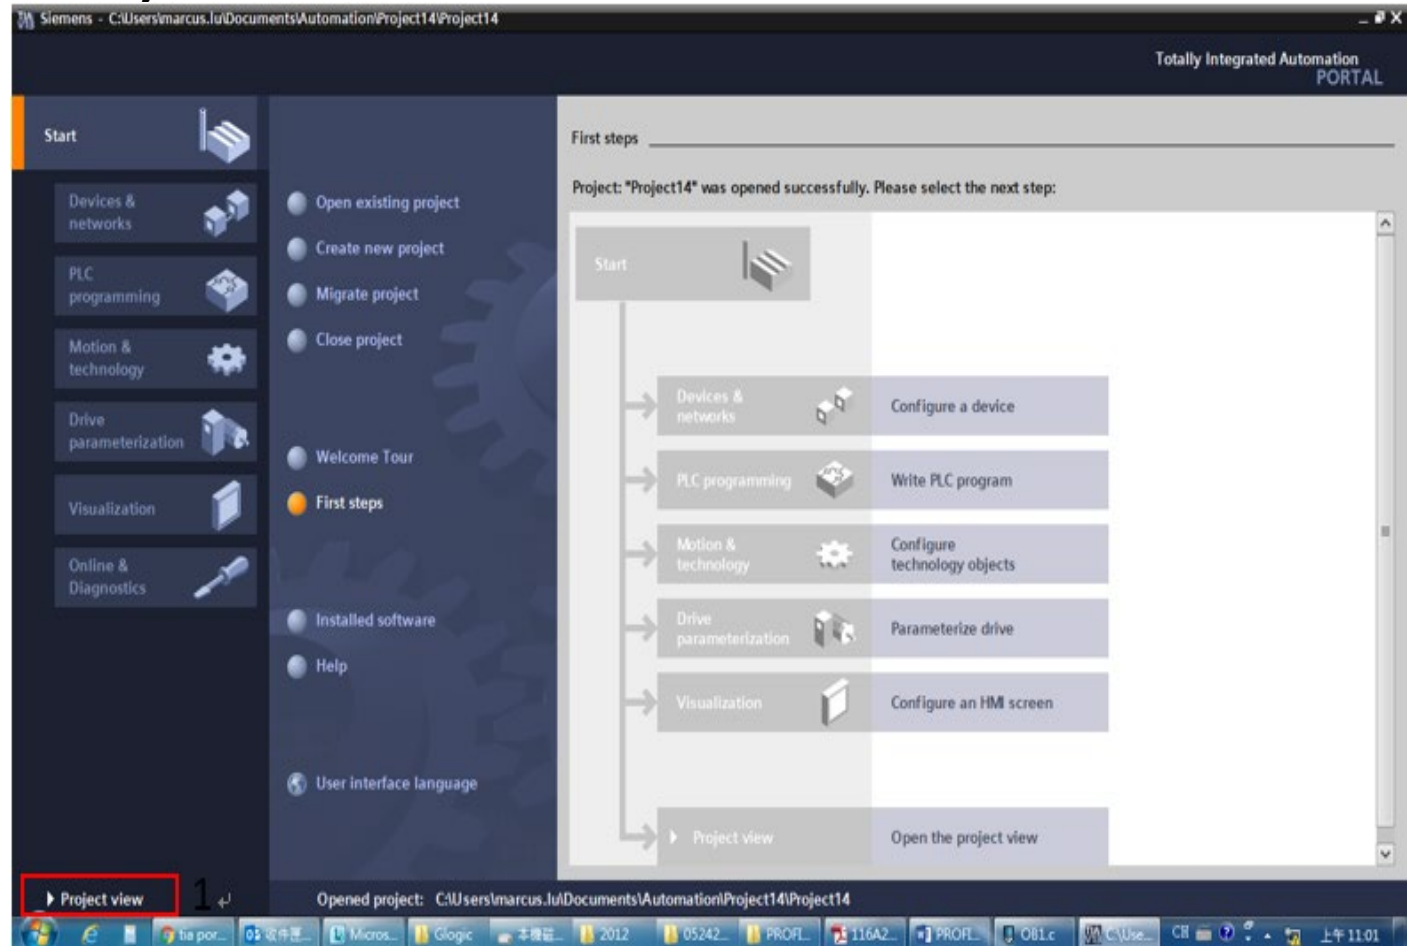 Siemens - C:\Users\marcus.lu\Documents\Automation\Project14\Project14
Totally Integrated Automation
PORTAL
Start
Devices &
networks
PLC
programming
Motion &
technology
Drive
parameterization
Visualization
Online &
Diagnostics
Open existing project
Create new project
Migrate project
Close project
Welcome Tour
First steps
Installed software
Help
User interface language
First steps
Project: "Project14" was opened successfully. Please select the next step:
Start
Devices &
networks
Configure a device
PLC programming
Write PLC program
Motion &
technology
Configure
technology objects
Drive
parameterization
Parameterize drive
Visualization
Configure an HMI screen
Project view
Open the project view
Project view
1
Opened project: C:\Users\marcus.lu\Documents\Automation\Project14\Project14
tia por...
收件匣...
Micros...
Glogic
本機磁...
2012
05242...
PROFI...
116A2...
PROFI...
OB1.c
C:\Use...
CH
上午 11:01